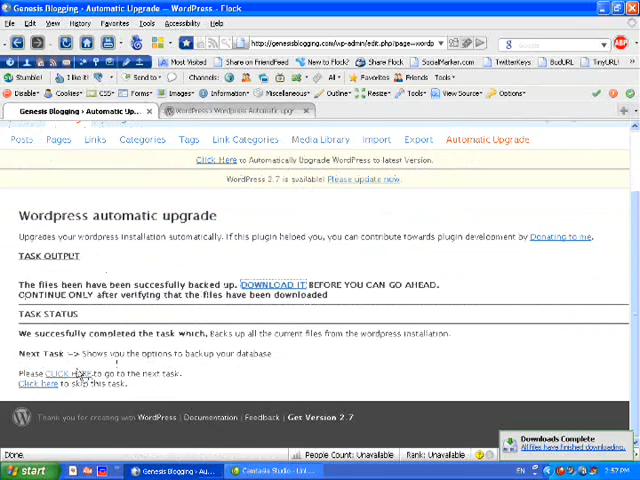 Genesis Blogging › Automatic Upgrade — WordPress - Flock
File Edit View History Favorites Tools Accessibility Help
http://genesisblogging.com/wp-admin/edit.php?page=wordp Google
Most Visited Share on FriendFeed New to Flock? Share Flock SocialMarker.com TwitterKeys BudURL TinyURL!
Stumble! I like it! Send to Channels: All Favorites Friends Tools
Disable Cookies CSS Forms Images Information Miscellaneous Outline Resize Tools View Source Options
Genesis Blogging › Automatic Up... WordPress › Wordpress Automatic upgr...
Posts Pages Links Categories Tags Link Categories Media Library Import Export Automatic Upgrade
Click Here to Automatically Upgrade WordPress to latest Version.
WordPress 2.7 is available! Please update now.
Wordpress automatic upgrade
Upgrades your wordpress installation automatically. If this plugin helped you, you can contribute towards plugin development by Donating to me.
TASK OUTPUT
The files heen have been succesfully backed up. DOWNLOAD IT BEFORE YOU CAN GO AHEAD.
CONTINUE ONLY after verifying that the files have been downloaded
TASK STATUS
We succesfully completed the task which, Backs up all the current files from the wordpress installation.
Next Task —> Shows you the options to backup your database
Please CLICK HERE to go to the next task.
Click here to skip this task.
Thank you for creating with WordPress | Documentation | Feedback | Get Version 2.7
Downloads Complete
All files have finished downloading.
Done. People Count: Unavailable Rank: Unavailable
start Genesis Blogging › Au... Camtasia Studio - Unt... EN 2:57 PM